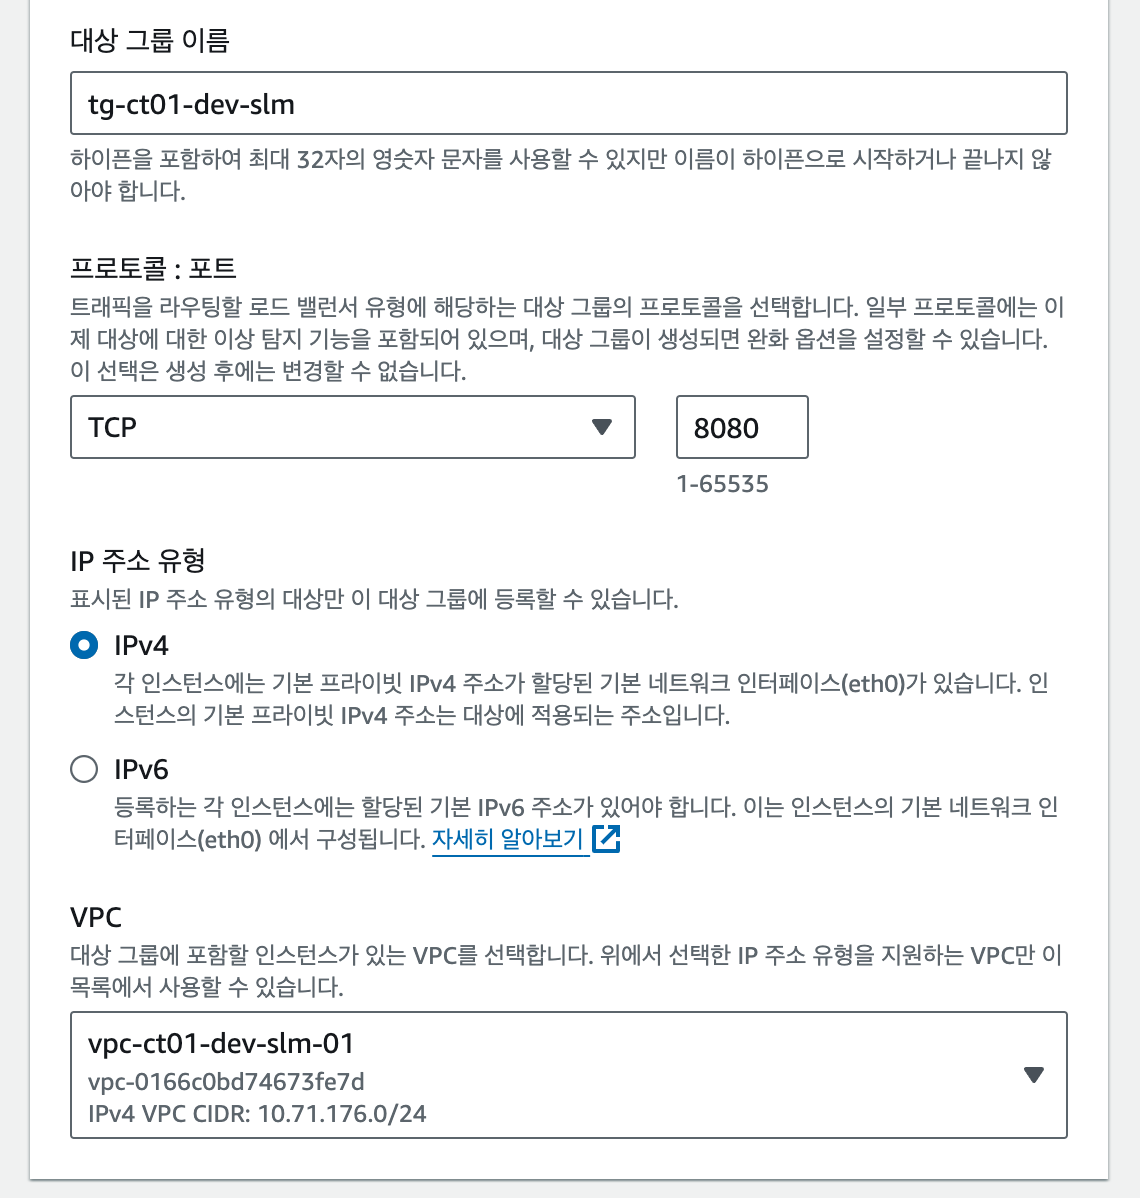 대상 그룹 이름
tg-ct01-dev-slm
하이픈을 포함하여 최대 32자의 영숫자 문자를 사용할 수 있지만 이름이 하이픈으로 시작하거나 끝나지 않
아야 합니다.
프로토콜 : 포트
트래픽을 라우팅할 로드 밸런서 유형에 해당하는 대상 그룹의 프로토콜을 선택합니다. 일부 프로토콜에는 이
제 대상에 대한 이상 탐지 기능을 포함되어 있으며, 대상 그룹이 생성되면 완화 옵션을 설정할 수 있습니다.
이 선택은 생성 후에는 변경할 수 없습니다.
TCP
8080
1-65535
IP 주소 유형
표시된 IP 주소 유형의 대상만 이 대상 그룹에 등록할 수 있습니다.
IPv4
각 인스턴스에는 기본 프라이빗 IPv4 주소가 할당된 기본 네트워크 인터페이스(eth0)가 있습니다. 인
스턴스의 기본 프라이빗 IPv4 주소는 대상에 적용되는 주소입니다.
IPv6
등록하는 각 인스턴스에는 할당된 기본 IPv6 주소가 있어야 합니다. 이는 인스턴스의 기본 네트워크 인
터페이스(eth0) 에서 구성됩니다. 자세히 알아보기
VPC
대상 그룹에 포함할 인스턴스가 있는 VPC를 선택합니다. 위에서 선택한 IP 주소 유형을 지원하는 VPC만 이
목록에서 사용할 수 있습니다.
vpc-ct01-dev-slm-01
vpc-0166c0bd74673fe7d
IPv4 VPC CIDR: 10.71.176.0/24